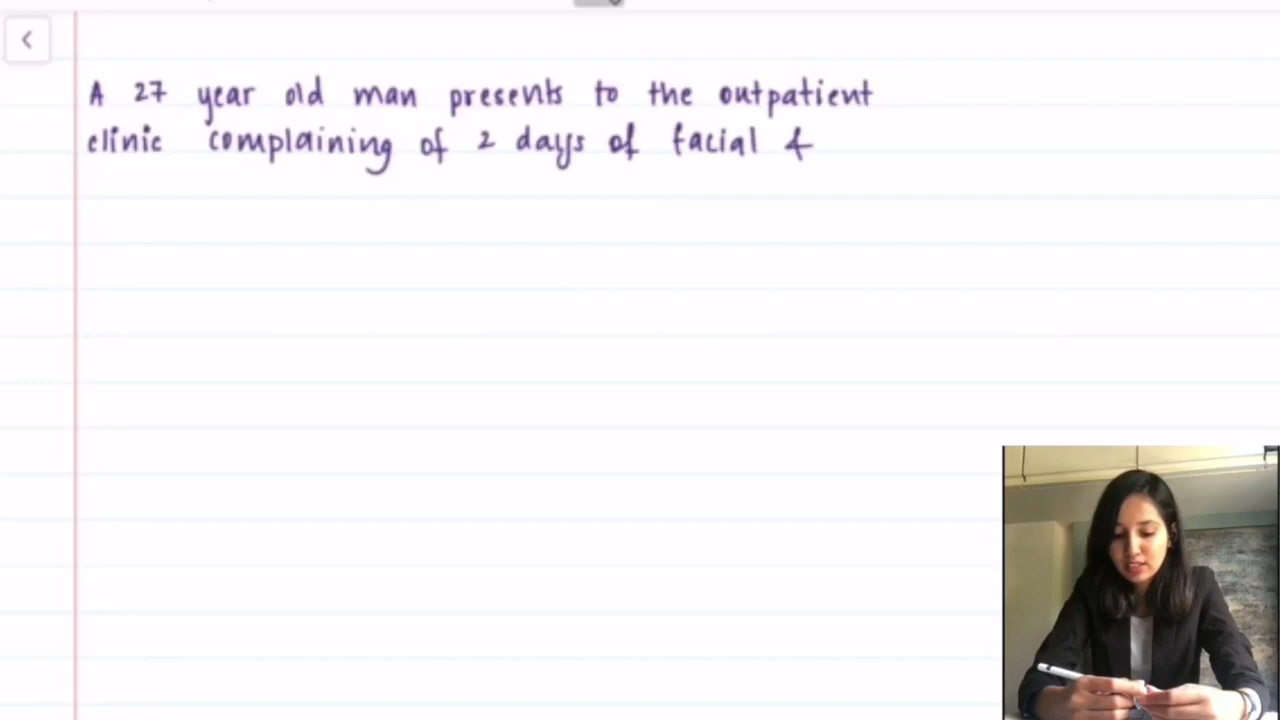 A 27 year old man presents to the outpatient
clinic complaining of 2 days of facial &